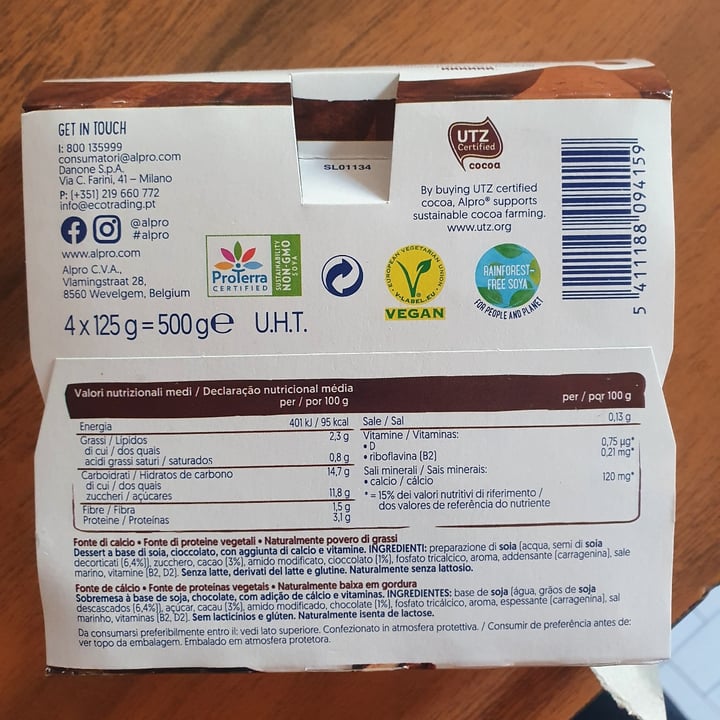 GET IN TOUCH
I: 800 135999
consumatori@alpro.com
Danone S.p.A.
Via C. Farini, 41 – Milano
P: (+351) 219 660 772
info@ecotrading.pt
@alpro
#alpro
www.alpro.com
Alpro C.V.A.,
Vlamingstraat 28,
8560 Wevelgem, Belgium
4 x 125 g = 500 g e U.H.T.
SL01134
ProTerra
CERTIFIED
SUSTAINABILITY
NON-GMO
SOYA
EUROPEAN VEGETARIAN UNION
V-LABEL.EU
VEGAN
RAINFOREST-
FREE SOYA
FOR PEOPLE AND PLANET
UTZ
Certified
cocoa
By buying UTZ certified
cocoa, Alpro® supports
sustainable cocoa farming.
www.utz.org
5 411188 094159
Valori nutrizionali medi / Declaração nutricional média
per / por 100 g
per / por 100 g
Energia 401 kJ / 95 kcal
Grassi / Lípidos 2,3 g
di cui / dos quais
acidi grassi saturi / saturados 0,8 g
Carboidrati / Hidratos de carbono 14,7 g
di cui / dos quais
zuccheri / açúcares 11,8 g
Fibre / Fibra 1,5 g
Proteine / Proteínas 3,1 g
Sale / Sal 0,13 g
Vitamine / Vitaminas:
• D 0,75 µg*
• riboflavina (B2) 0,21 mg*
Sali minerali / Sais minerais:
• calcio / cálcio 120 mg*
* = 15% dei valori nutritivi di riferimento /
dos valores de referência do nutriente
Fonte di calcio • Fonte di proteine vegetali • Naturalmente povero di grassi
Dessert a base di soia, cioccolato, con aggiunta di calcio e vitamine. INGREDIENTI: preparazione di soia (acqua, semi di soia
decorticati (6,4%)), zucchero, cacao (3%), amido modificato, cioccolato (1%), fosfato tricalcico, aroma, addensante (carragenina), sale
marino, vitamine (B2, D2). Senza latte, derivati del latte e glutine. Naturalmente senza lattosio.
Fonte de cálcio • Fonte de proteínas vegetais • Naturalmente baixa em gordura
Sobremesa à base de soja, chocolate, com adição de cálcio e vitaminas. INGREDIENTES: base de soja (água, grãos de soja
descascados (6,4%)), açúcar, cacau (3%), amido modificado, chocolate (1%), fosfato tricálcico, aroma, espessante (carragenina), sal
marinho, vitaminas (B2, D2). Sem lacticínios e glúten. Naturalmente isenta de lactose.
Da consumarsi preferibilmente entro il: vedi lato superiore. Confezionato in atmosfera protettiva. / Consumir de preferência antes de:
ver topo da embalagem. Embalado em atmosfera protetora.